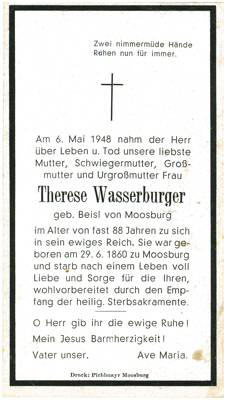 Zwei nimmermüde Hände
Rehen nun für immer.
Am 6. Mai 1948 nahm der Herr
über Leben u. Tod unsere liebste
Mutter, Schwiegermutter, Groß-
mutter und Urgroßmutter Frau
Therese Wasserburger
geb. Beisl von Moosburg
im Alter von fast 88 Jahren zu sich
in sein ewiges Reich. Sie war ge-
boren am 29. 6. 1860 zu Moosburg
und starb nach einem Leben voll
Liebe und Sorge für die Ihren,
wohlvorbereitet durch den Emp-
fang der heilig. Sterbsakramente.
O Herr gib ihr die ewige Ruhe!
Mein Jesus Barmherzigkeit!
Vater unser. Ave Maria.
Druck: Pichlmayr Moosburg